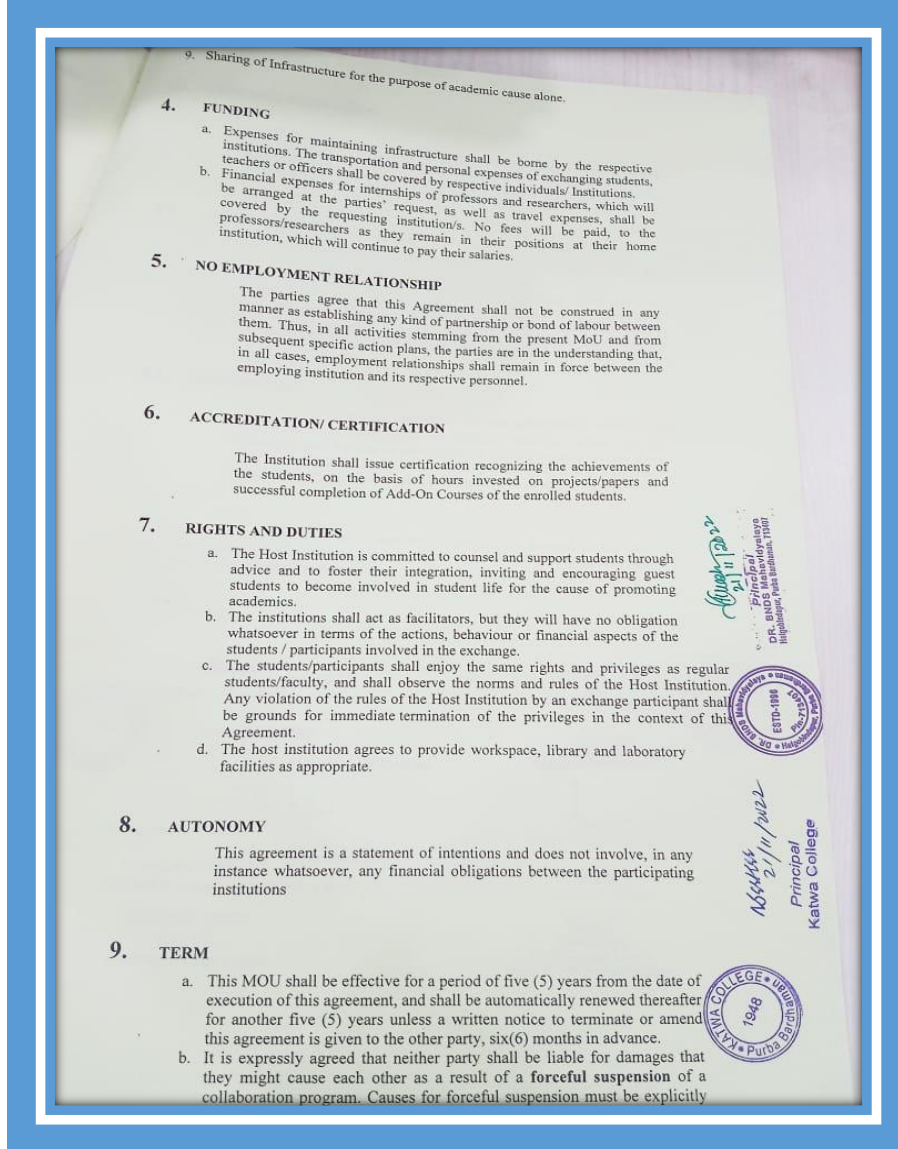 9. Sharing of Infrastructure for the purpose of academic cause alone.
4. FUNDING
a. Expenses for maintaining infrastructure shall be borne by the respective
institutions. The transportation and personal expenses of exchanging students,
teachers or officers shall be covered by respective individuals/ Institutions.
b. Financial expenses for internships of professors and researchers, which will
be arranged at the parties' request, as well as travel expenses, shall be
covered by the requesting institution/s. No fees will be paid, to the
professors/researchers as they remain in their positions at their home
institution, which will continue to pay their salaries.
5. NO EMPLOYMENT RELATIONSHIP
The parties agree that this Agreement shall not be construed in any
manner as establishing any kind of partnership or bond of labour between
them. Thus, in all activities stemming from the present MoU and from
subsequent specific action plans, the parties are in the understanding that,
in all cases, employment relationships shall remain in force between the
employing institution and its respective personnel.
6. ACCREDITATION/ CERTIFICATION
The Institution shall issue certification recognizing the achievements of
the students, on the basis of hours invested on projects/papers and
successful completion of Add-On Courses of the enrolled students.
7. RIGHTS AND DUTIES
a. The Host Institution is committed to counsel and support students through
advice and to foster their integration, inviting and encouraging guest
students to become involved in student life for the cause of promoting
academics.
b. The institutions shall act as facilitators, but they will have no obligation
whatsoever in terms of the actions, behaviour or financial aspects of the
students / participants involved in the exchange.
c. The students/participants shall enjoy the same rights and privileges as regular
students/faculty, and shall observe the norms and rules of the Host Institution.
Any violation of the rules of the Host Institution by an exchange participant shall
be grounds for immediate termination of the privileges in the context of this
Agreement.
d. The host institution agrees to provide workspace, library and laboratory
facilities as appropriate.
8. AUTONOMY
This agreement is a statement of intentions and does not involve, in any
instance whatsoever, any financial obligations between the participating
institutions
9. TERM
a. This MOU shall be effective for a period of five (5) years from the date of
execution of this agreement, and shall be automatically renewed thereafter
for another five (5) years unless a written notice to terminate or amend
this agreement is given to the other party, six(6) months in advance.
b. It is expressly agreed that neither party shall be liable for damages that
they might cause each other as a result of a forceful suspension of a
collaboration program. Causes for forceful suspension must be explicitly
21/11/2022
Principal
DR. BNDS Mahavidyalaya
Hatgobindapur, Purba Bardhaman, 713407
DR. BNDS Mahavidyalaya
Hatgobindapur, Purba Bardhaman
ESTD-1996
Pin-713407
21/11/2022
Principal
Katwa College
KATWA COLLEGE
Purba Bardhaman
1948